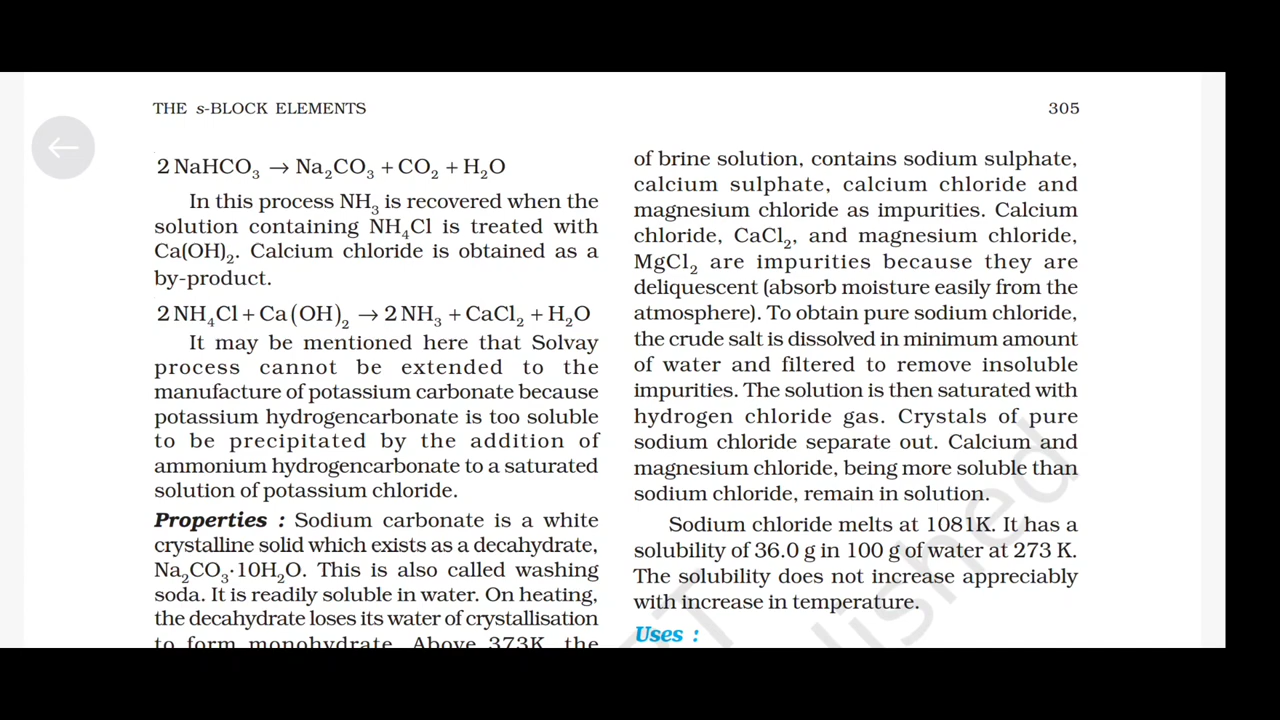 THE s-BLOCK ELEMENTS
305
2 NaHCO₃ → Na₂CO₃ + CO₂ + H₂O
In this process NH₃ is recovered when the
solution containing NH₄Cl is treated with
Ca(OH)₂. Calcium chloride is obtained as a
by-product.
2 NH₄Cl + Ca(OH)₂ → 2 NH₃ + CaCl₂ + H₂O
It may be mentioned here that Solvay
process cannot be extended to the
manufacture of potassium carbonate because
potassium hydrogencarbonate is too soluble
to be precipitated by the addition of
ammonium hydrogencarbonate to a saturated
solution of potassium chloride.
Properties : Sodium carbonate is a white
crystalline solid which exists as a decahydrate,
Na₂CO₃·10H₂O. This is also called washing
soda. It is readily soluble in water. On heating,
the decahydrate loses its water of crystallisation
to form monohydrate. Above 373K, the
of brine solution, contains sodium sulphate,
calcium sulphate, calcium chloride and
magnesium chloride as impurities. Calcium
chloride, CaCl₂, and magnesium chloride,
MgCl₂ are impurities because they are
deliquescent (absorb moisture easily from the
atmosphere). To obtain pure sodium chloride,
the crude salt is dissolved in minimum amount
of water and filtered to remove insoluble
impurities. The solution is then saturated with
hydrogen chloride gas. Crystals of pure
sodium chloride separate out. Calcium and
magnesium chloride, being more soluble than
sodium chloride, remain in solution.
Sodium chloride melts at 1081K. It has a
solubility of 36.0 g in 100 g of water at 273 K.
The solubility does not increase appreciably
with increase in temperature.
Uses :